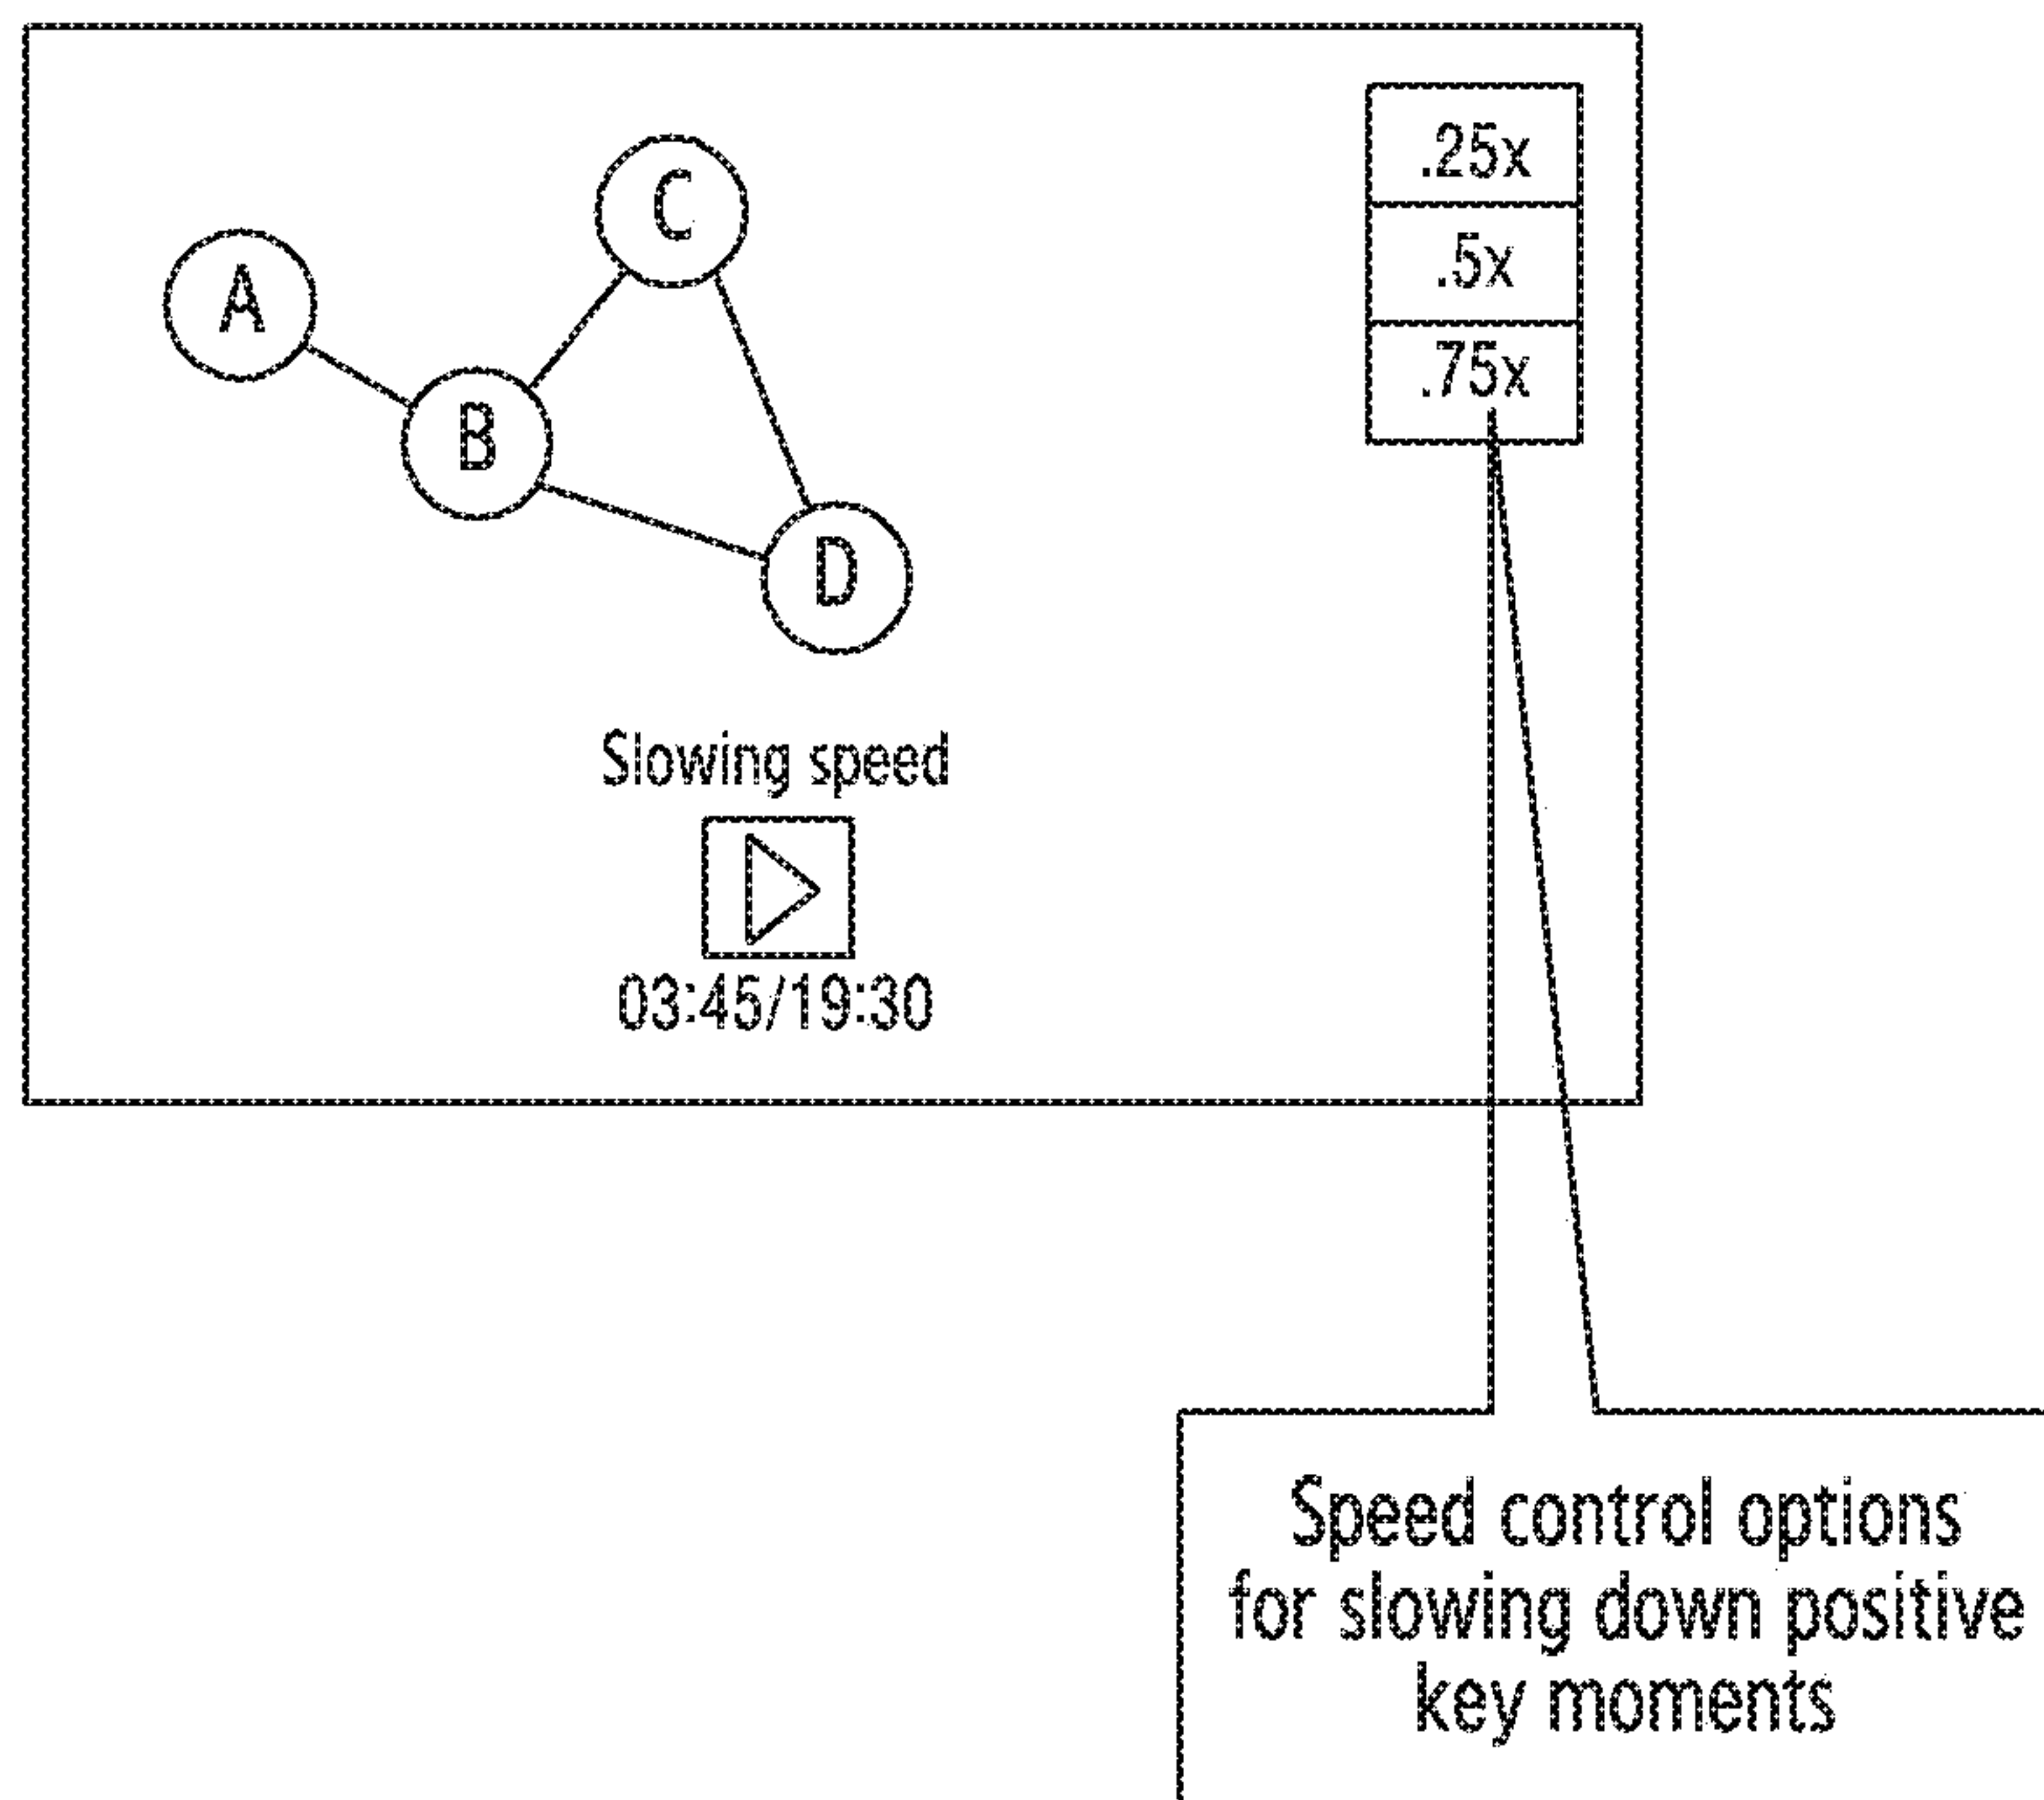 C
A
B
D
.25x
.5x
.75x
Slowing speed
03:45/19:30
Speed control options
for slowing down positive
key moments